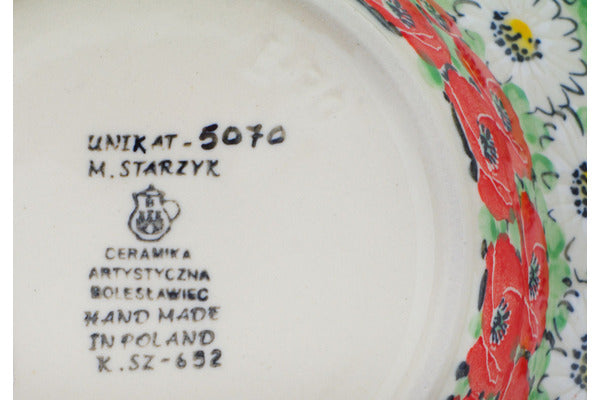 UNIKAT-5070
M. STARZYK
CERAMIKA
ARTYSTYCZNA
BOLESŁAWIEC
HAND MADE
IN POLAND
K. SZ-692